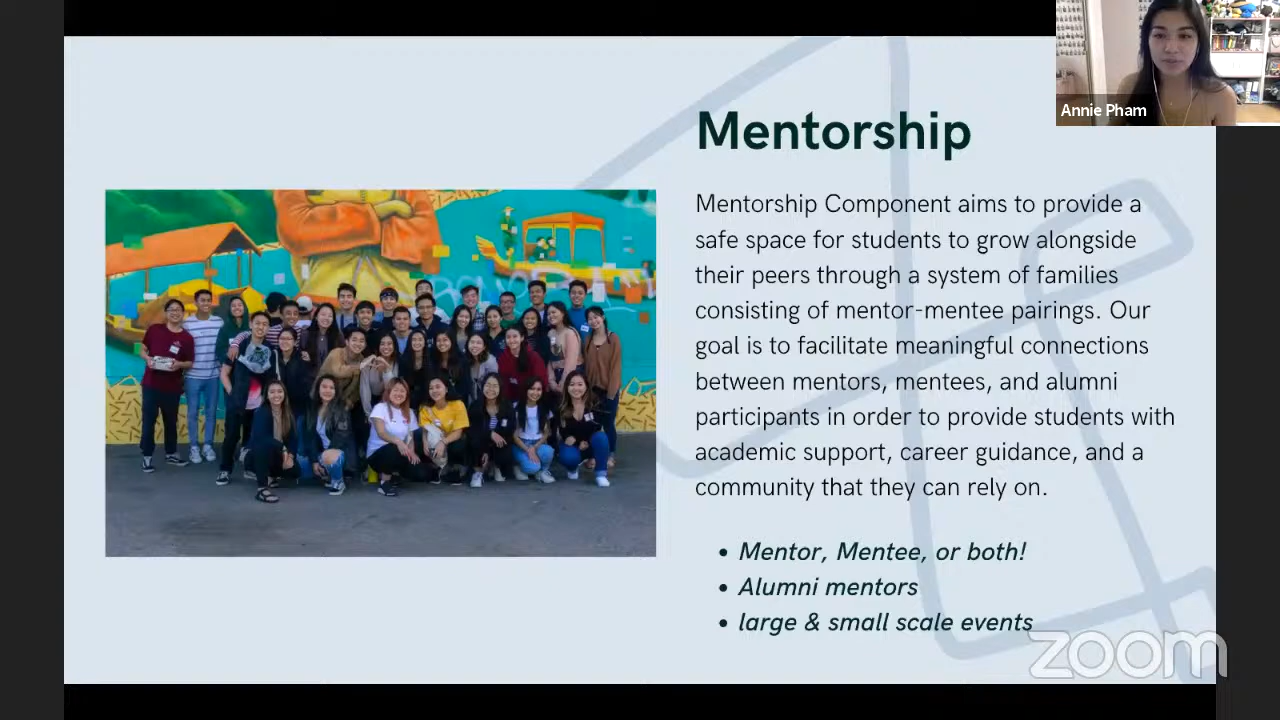 Annie Pham
Mentorship
Mentorship Component aims to provide a
safe space for students to grow alongside
their peers through a system of families
consisting of mentor-mentee pairings. Our
goal is to facilitate meaningful connections
between mentors, mentees, and alumni
participants in order to provide students with
academic support, career guidance, and a
community that they can rely on.
• Mentor, Mentee, or both!
• Alumni mentors
• large & small scale events
zoom